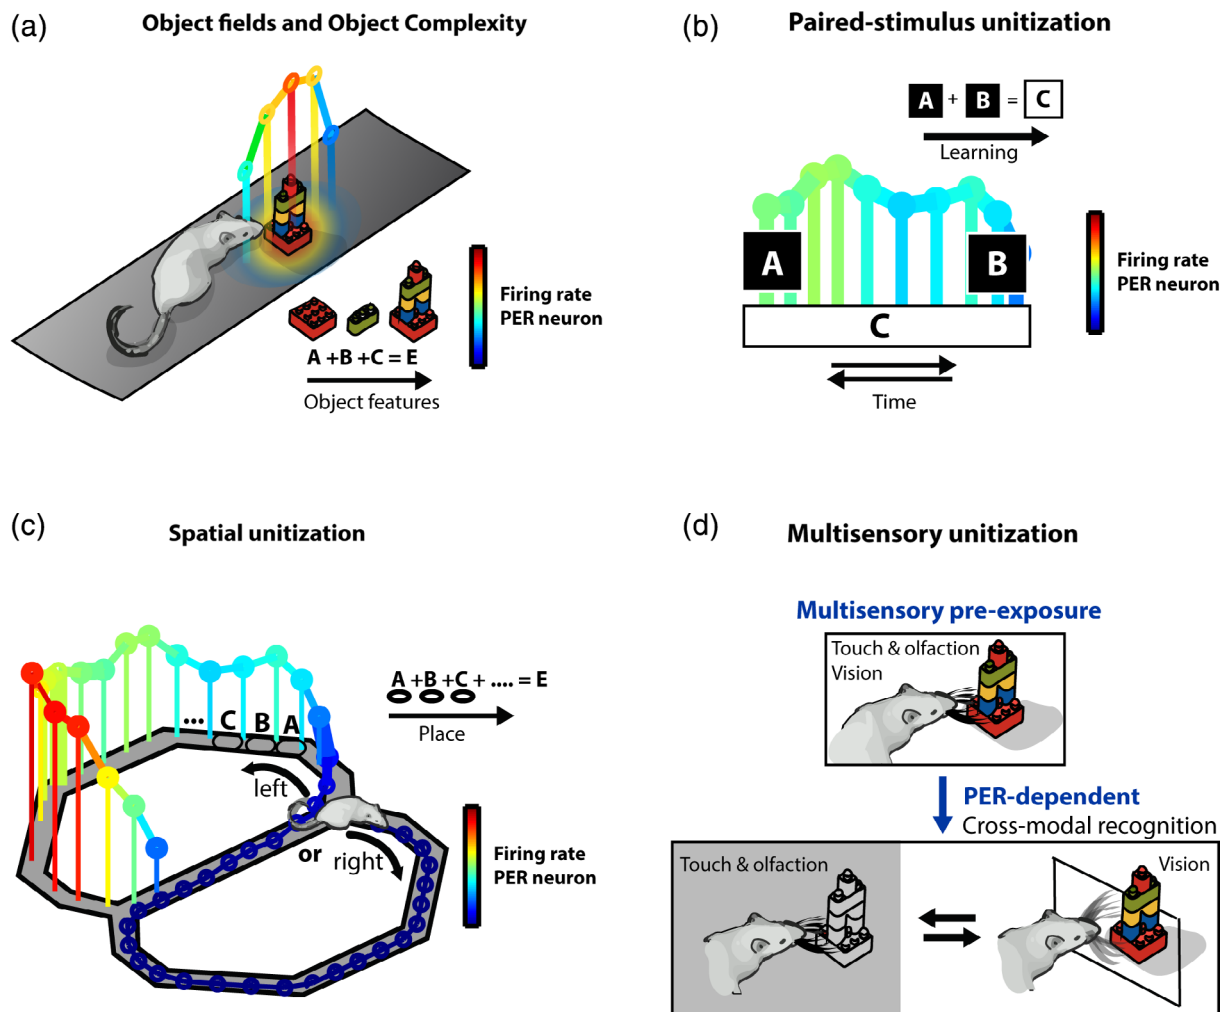 (a)
Object fields and Object Complexity
Firing rate
PER neuron
A +B +C = E
Object features
(b)
Paired-stimulus unitization
A + B = C
Learning
A
B
C
Time
Firing rate
PER neuron
(c)
Spatial unitization
A +B +C + .... = E
Place
... C B A
left
or
right
Firing rate
PER neuron
(d)
Multisensory unitization
Multisensory pre-exposure
Touch & olfaction
Vision
PER-dependent
Cross-modal recognition
Touch & olfaction
Vision